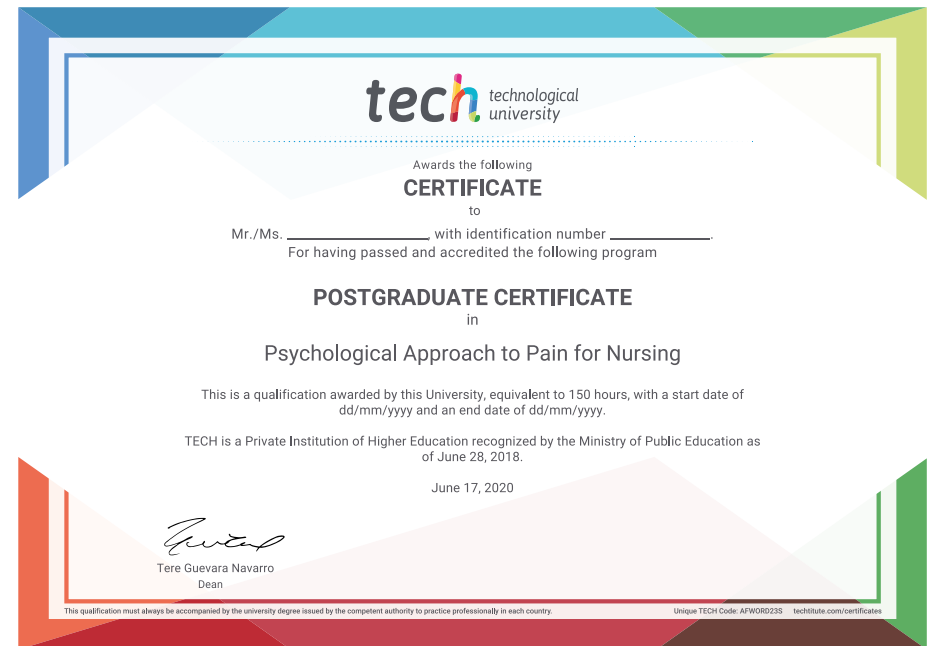 tech technological
university
Awards the following
CERTIFICATE
to
Mr./Ms. ________________, with identification number ____________.
For having passed and accredited the following program
POSTGRADUATE CERTIFICATE
in
Psychological Approach to Pain for Nursing
This is a qualification awarded by this University, equivalent to 150 hours, with a start date of
dd/mm/yyyy and an end date of dd/mm/yyyy.
TECH is a Private Institution of Higher Education recognized by the Ministry of Public Education as
of June 28, 2018.
June 17, 2020
Tere Guevara Navarro
Dean
This qualification must always be accompanied by the university degree issued by the competent authority to practice professionally in each country.
Unique TECH Code: AFWORD23S techtitute.com/certificates